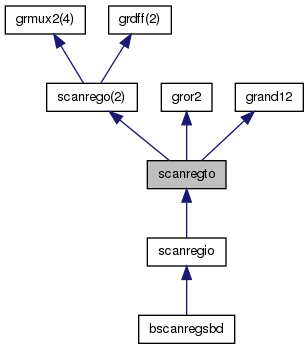 grmux2(4)
grdff(2)
scanrego(2)
gror2
grand12
scanregto
scanregio
bscanregsbd